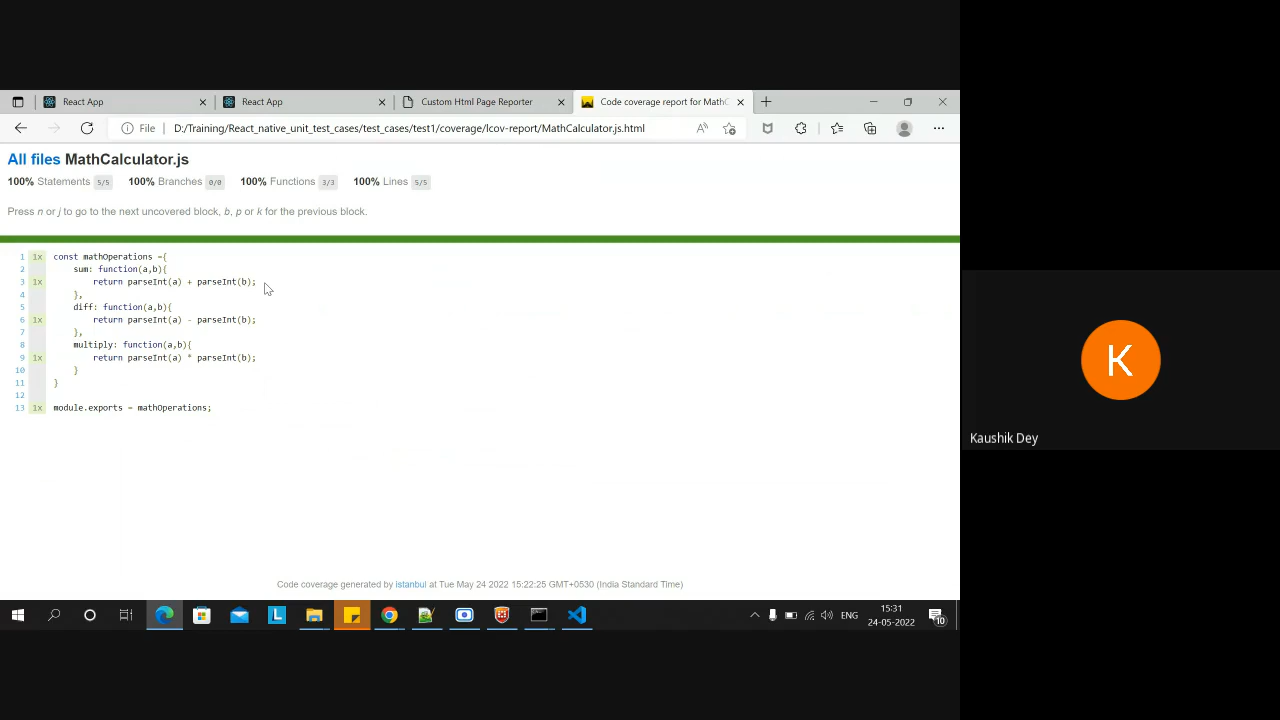 React App
React App
Custom Html Page Reporter
Code coverage report for MathC
File
D:/Training/React_native_unit_test_cases/test_cases/test1/coverage/lcov-report/MathCalculator.js.html
All files MathCalculator.js
100% Statements 5/5 100% Branches 0/0 100% Functions 3/3 100% Lines 5/5
Press n or j to go to the next uncovered block, b, p or k for the previous block.
1 1x const mathOperations ={
2 sum: function(a,b){
3 1x return parseInt(a) + parseInt(b);
4 },
5 diff: function(a,b){
6 1x return parseInt(a) - parseInt(b);
7 },
8 multiply: function(a,b){
9 1x return parseInt(a) * parseInt(b);
10 }
11 }
12
13 1x module.exports = mathOperations;
Code coverage generated by istanbul at Tue May 24 2022 15:22:25 GMT+0530 (India Standard Time)
L
ENG
15:31
24-05-2022
10
K
Kaushik Dey